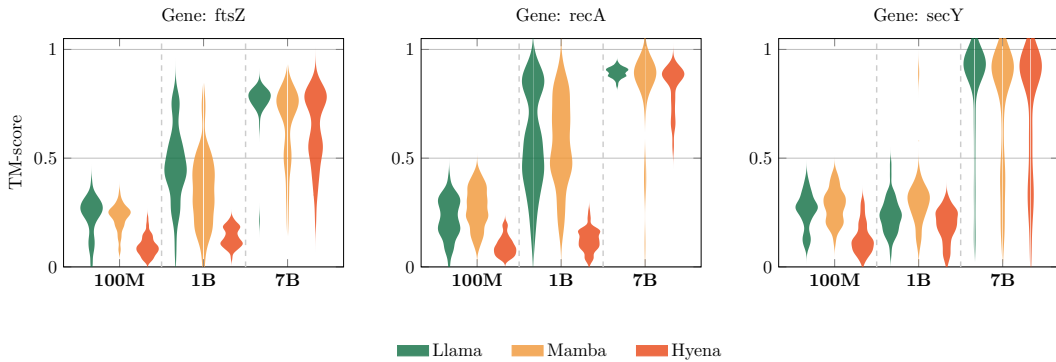 Gene: ftsZ
Gene: recA
Gene: secY
TM-score
1
0.5
0
100M
1B
7B
1
0.5
0
100M
1B
7B
1
0.5
0
100M
1B
7B
Llama
Mamba
Hyena